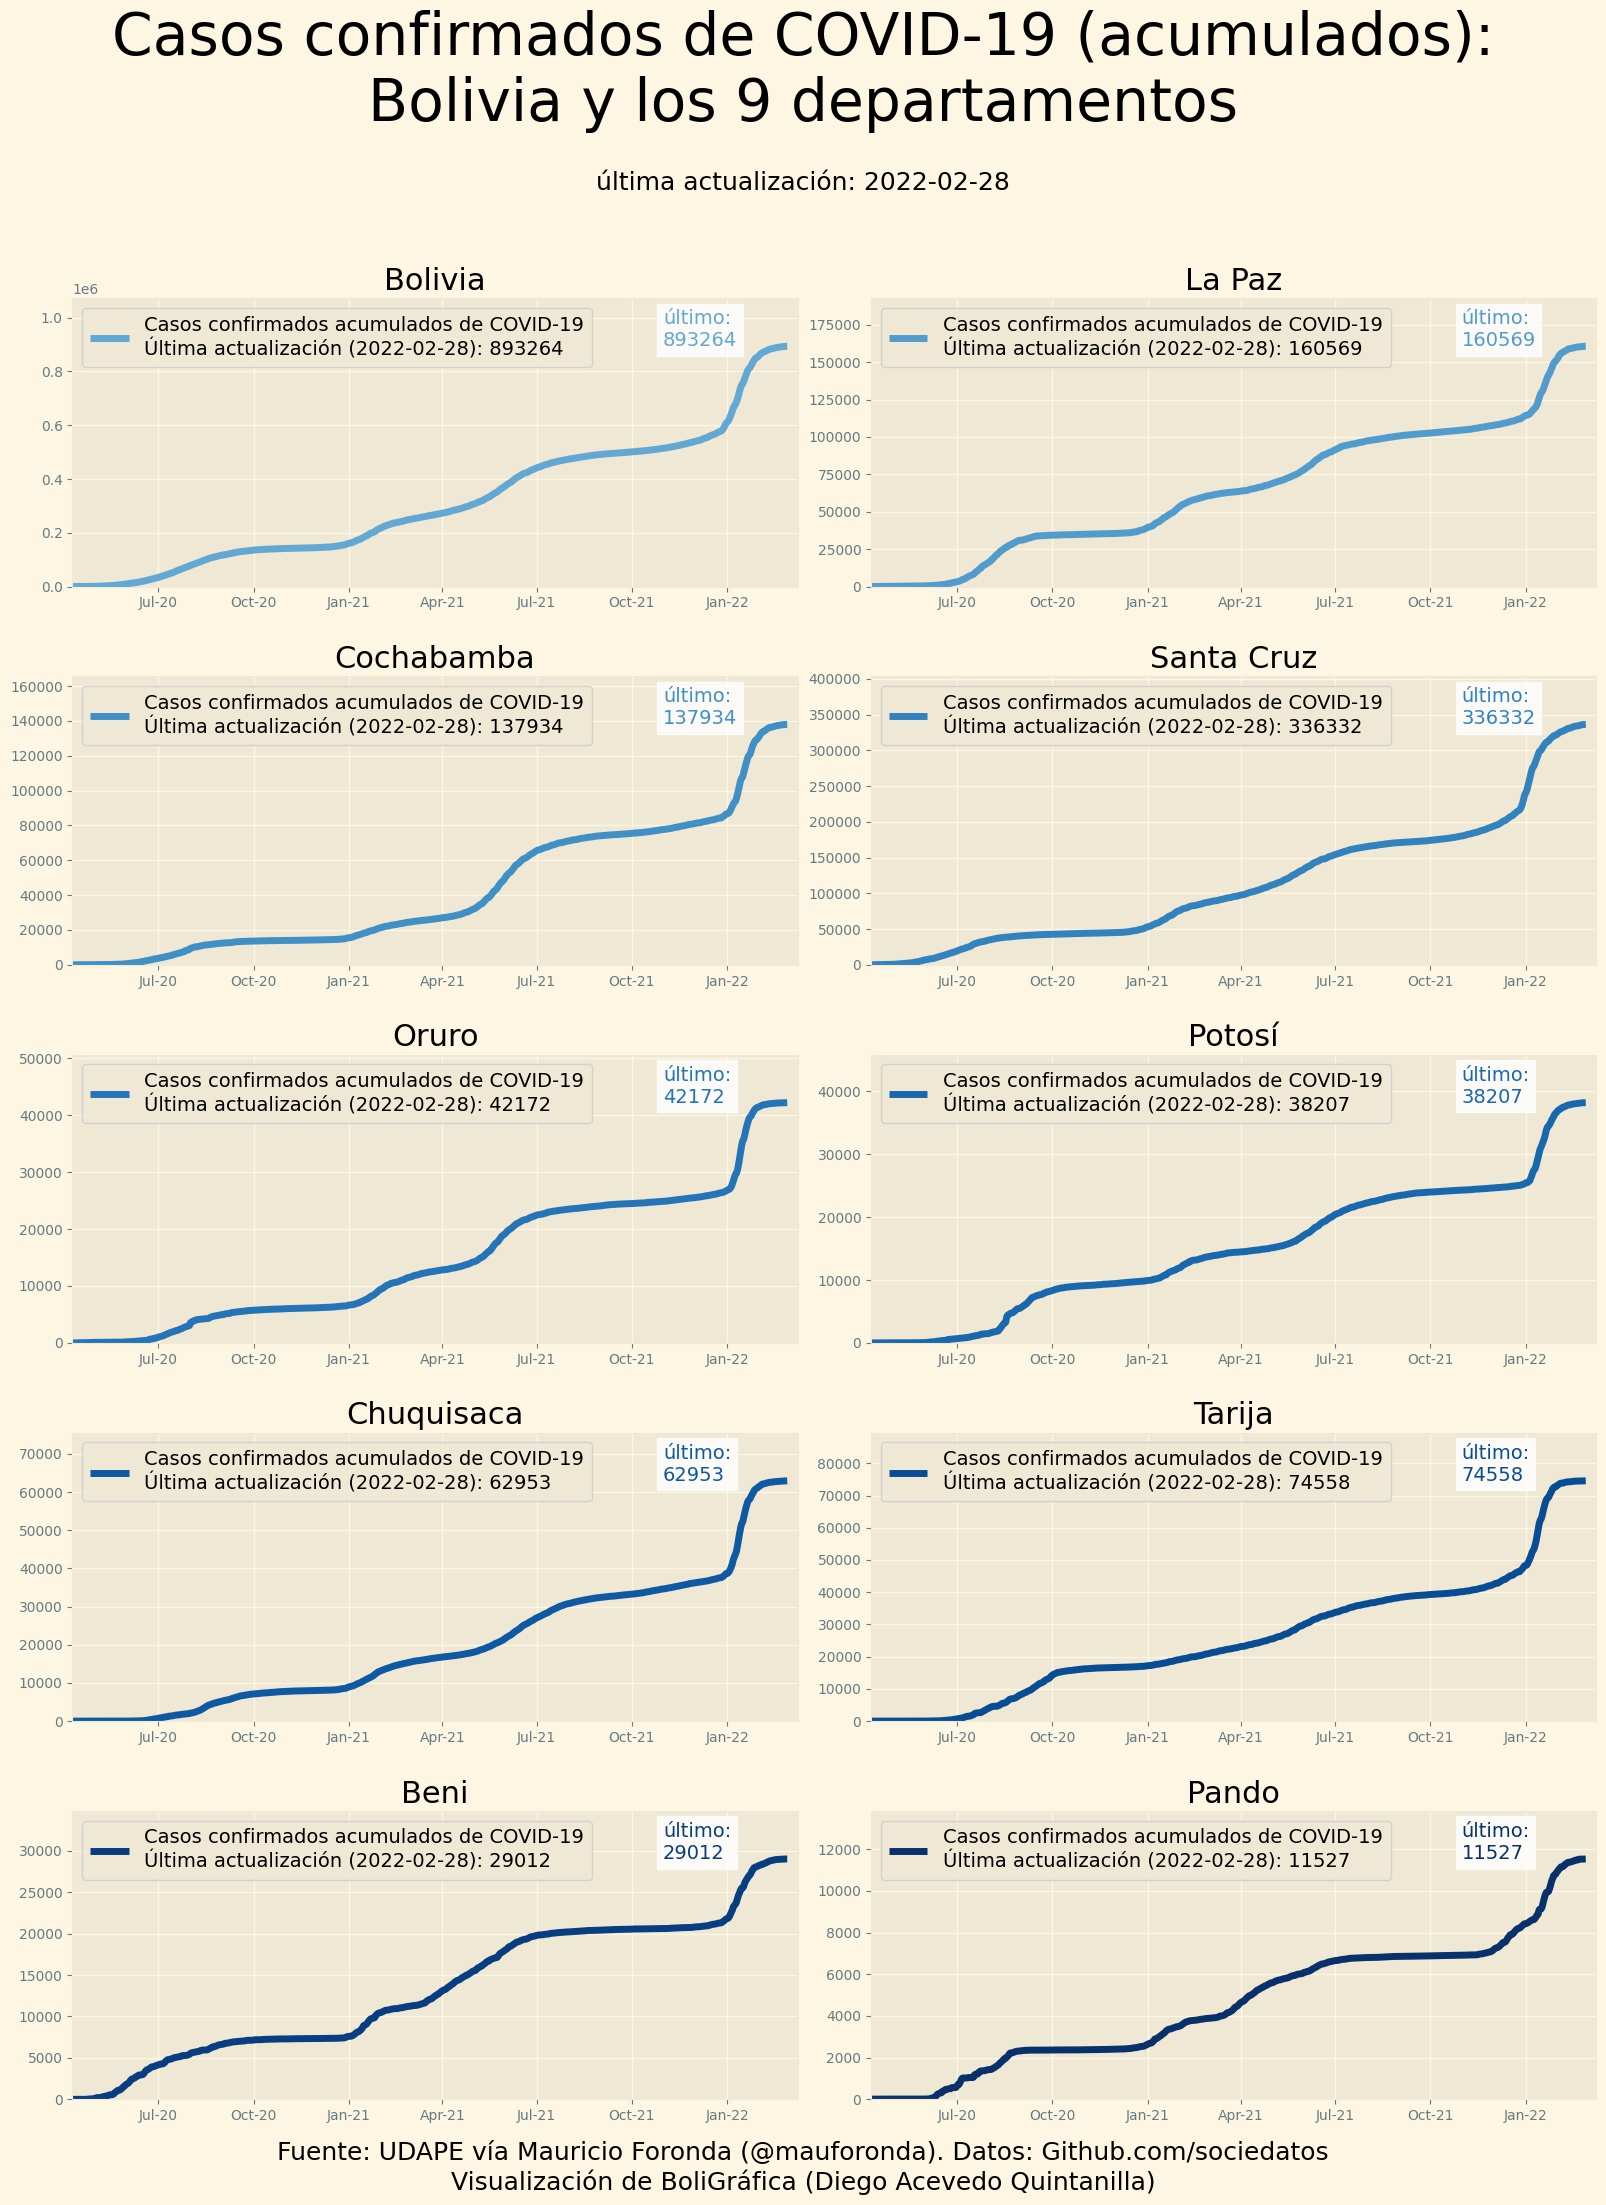 Casos confirmados de COVID-19 (acumulados):
Bolivia y los 9 departamentos
última actualización: 2022-02-28
Bolivia
1e6
Casos confirmados acumulados de COVID-19
Última actualización (2022-02-28): 893264
último:
893264
1.0
0.8
0.6
0.4
0.2
0.0
Jul-20 Oct-20 Jan-21 Apr-21 Jul-21 Oct-21 Jan-22
La Paz
Casos confirmados acumulados de COVID-19
Última actualización (2022-02-28): 160569
último:
160569
175000
150000
125000
100000
75000
50000
25000
0
Jul-20 Oct-20 Jan-21 Apr-21 Jul-21 Oct-21 Jan-22
Cochabamba
Casos confirmados acumulados de COVID-19
Última actualización (2022-02-28): 137934
último:
137934
160000
140000
120000
100000
80000
60000
40000
20000
0
Jul-20 Oct-20 Jan-21 Apr-21 Jul-21 Oct-21 Jan-22
Santa Cruz
Casos confirmados acumulados de COVID-19
Última actualización (2022-02-28): 336332
último:
336332
400000
350000
300000
250000
200000
150000
100000
50000
0
Jul-20 Oct-20 Jan-21 Apr-21 Jul-21 Oct-21 Jan-22
Oruro
Casos confirmados acumulados de COVID-19
Última actualización (2022-02-28): 42172
último:
42172
50000
40000
30000
20000
10000
0
Jul-20 Oct-20 Jan-21 Apr-21 Jul-21 Oct-21 Jan-22
Potosí
Casos confirmados acumulados de COVID-19
Última actualización (2022-02-28): 38207
último:
38207
40000
30000
20000
10000
0
Jul-20 Oct-20 Jan-21 Apr-21 Jul-21 Oct-21 Jan-22
Chuquisaca
Casos confirmados acumulados de COVID-19
Última actualización (2022-02-28): 62953
último:
62953
70000
60000
50000
40000
30000
20000
10000
0
Jul-20 Oct-20 Jan-21 Apr-21 Jul-21 Oct-21 Jan-22
Tarija
Casos confirmados acumulados de COVID-19
Última actualización (2022-02-28): 74558
último:
74558
80000
70000
60000
50000
40000
30000
20000
10000
0
Jul-20 Oct-20 Jan-21 Apr-21 Jul-21 Oct-21 Jan-22
Beni
Casos confirmados acumulados de COVID-19
Última actualización (2022-02-28): 29012
último:
29012
30000
25000
20000
15000
10000
5000
0
Jul-20 Oct-20 Jan-21 Apr-21 Jul-21 Oct-21 Jan-22
Pando
Casos confirmados acumulados de COVID-19
Última actualización (2022-02-28): 11527
último:
11527
12000
10000
8000
6000
4000
2000
0
Jul-20 Oct-20 Jan-21 Apr-21 Jul-21 Oct-21 Jan-22
Fuente: UDAPE vía Mauricio Foronda (@mauforonda). Datos: Github.com/sociedatos
Visualización de BoliGráfica (Diego Acevedo Quintanilla)